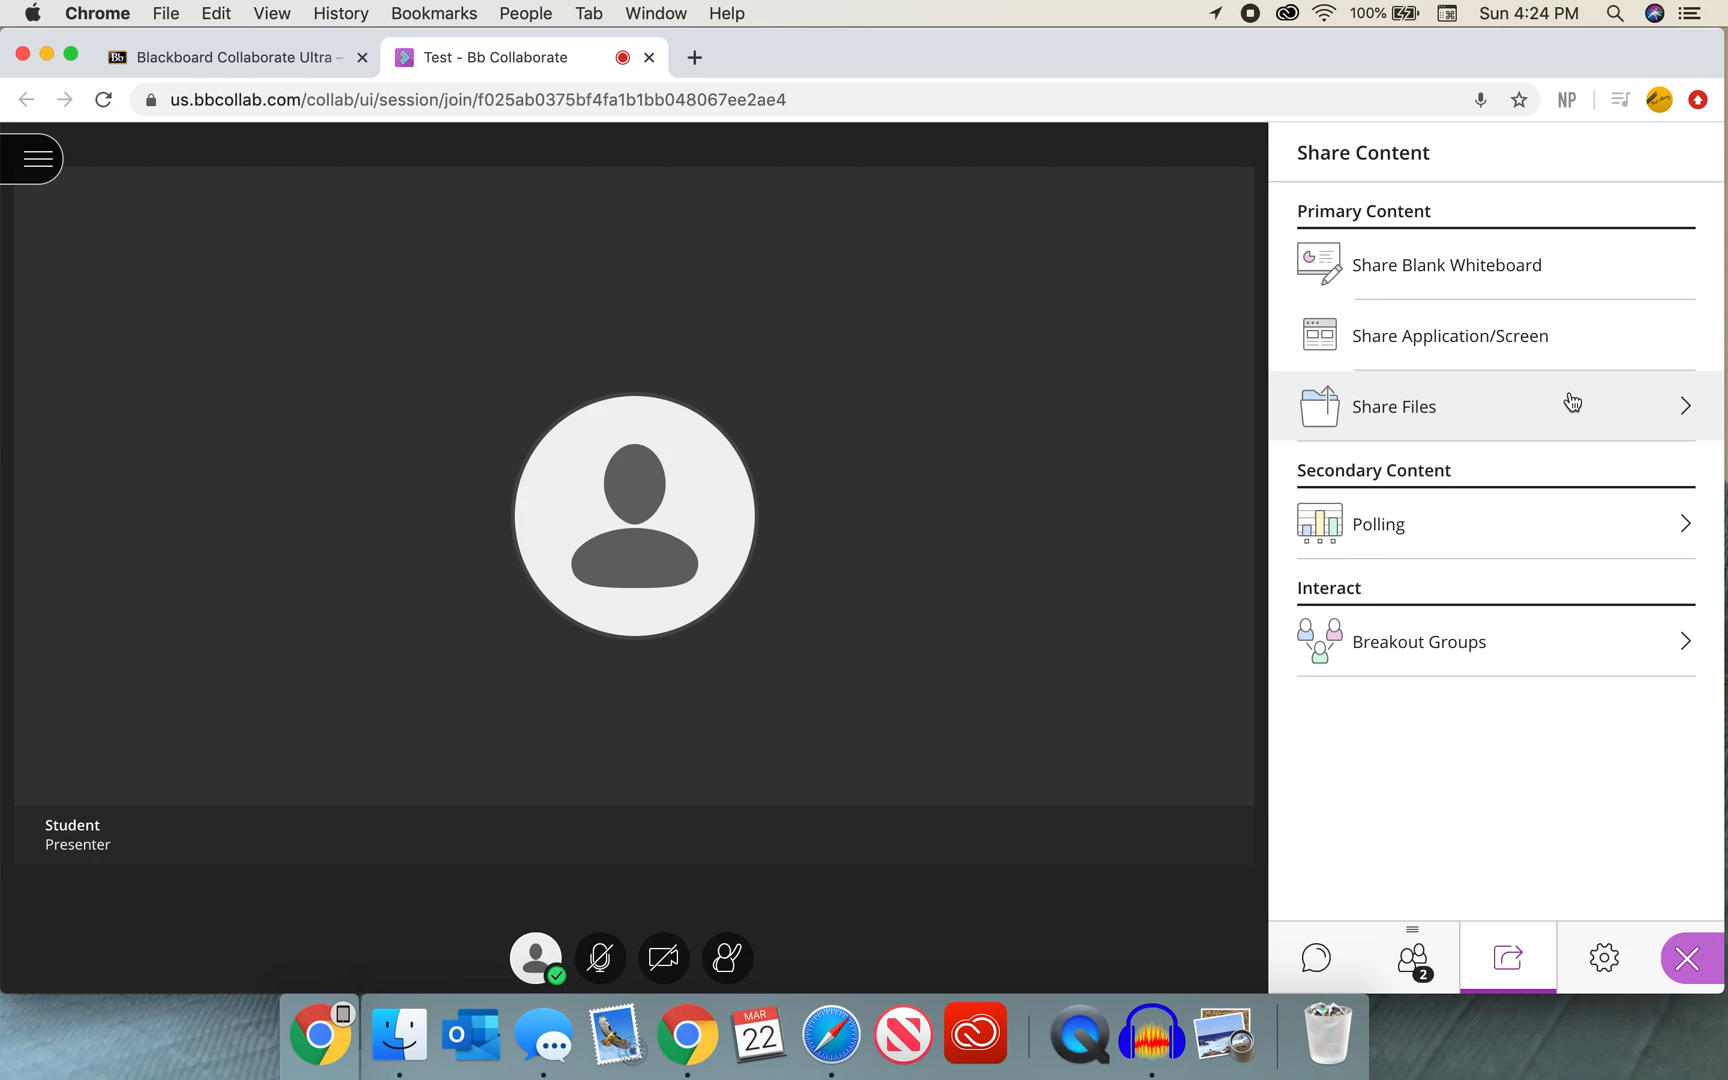 Chrome File Edit View History Bookmarks People Tab Window Help 100% Sun 4:24 PM
Bb Blackboard Collaborate Ultra – Test - Bb Collaborate
us.bbcollab.com/collab/ui/session/join/f025ab0375bf4fa1b1bb048067ee2ae4 NP
Share Content
Primary Content
Share Blank Whiteboard
Share Application/Screen
Share Files
Secondary Content
Polling
Interact
Breakout Groups
Student
Presenter
2
MAR
22